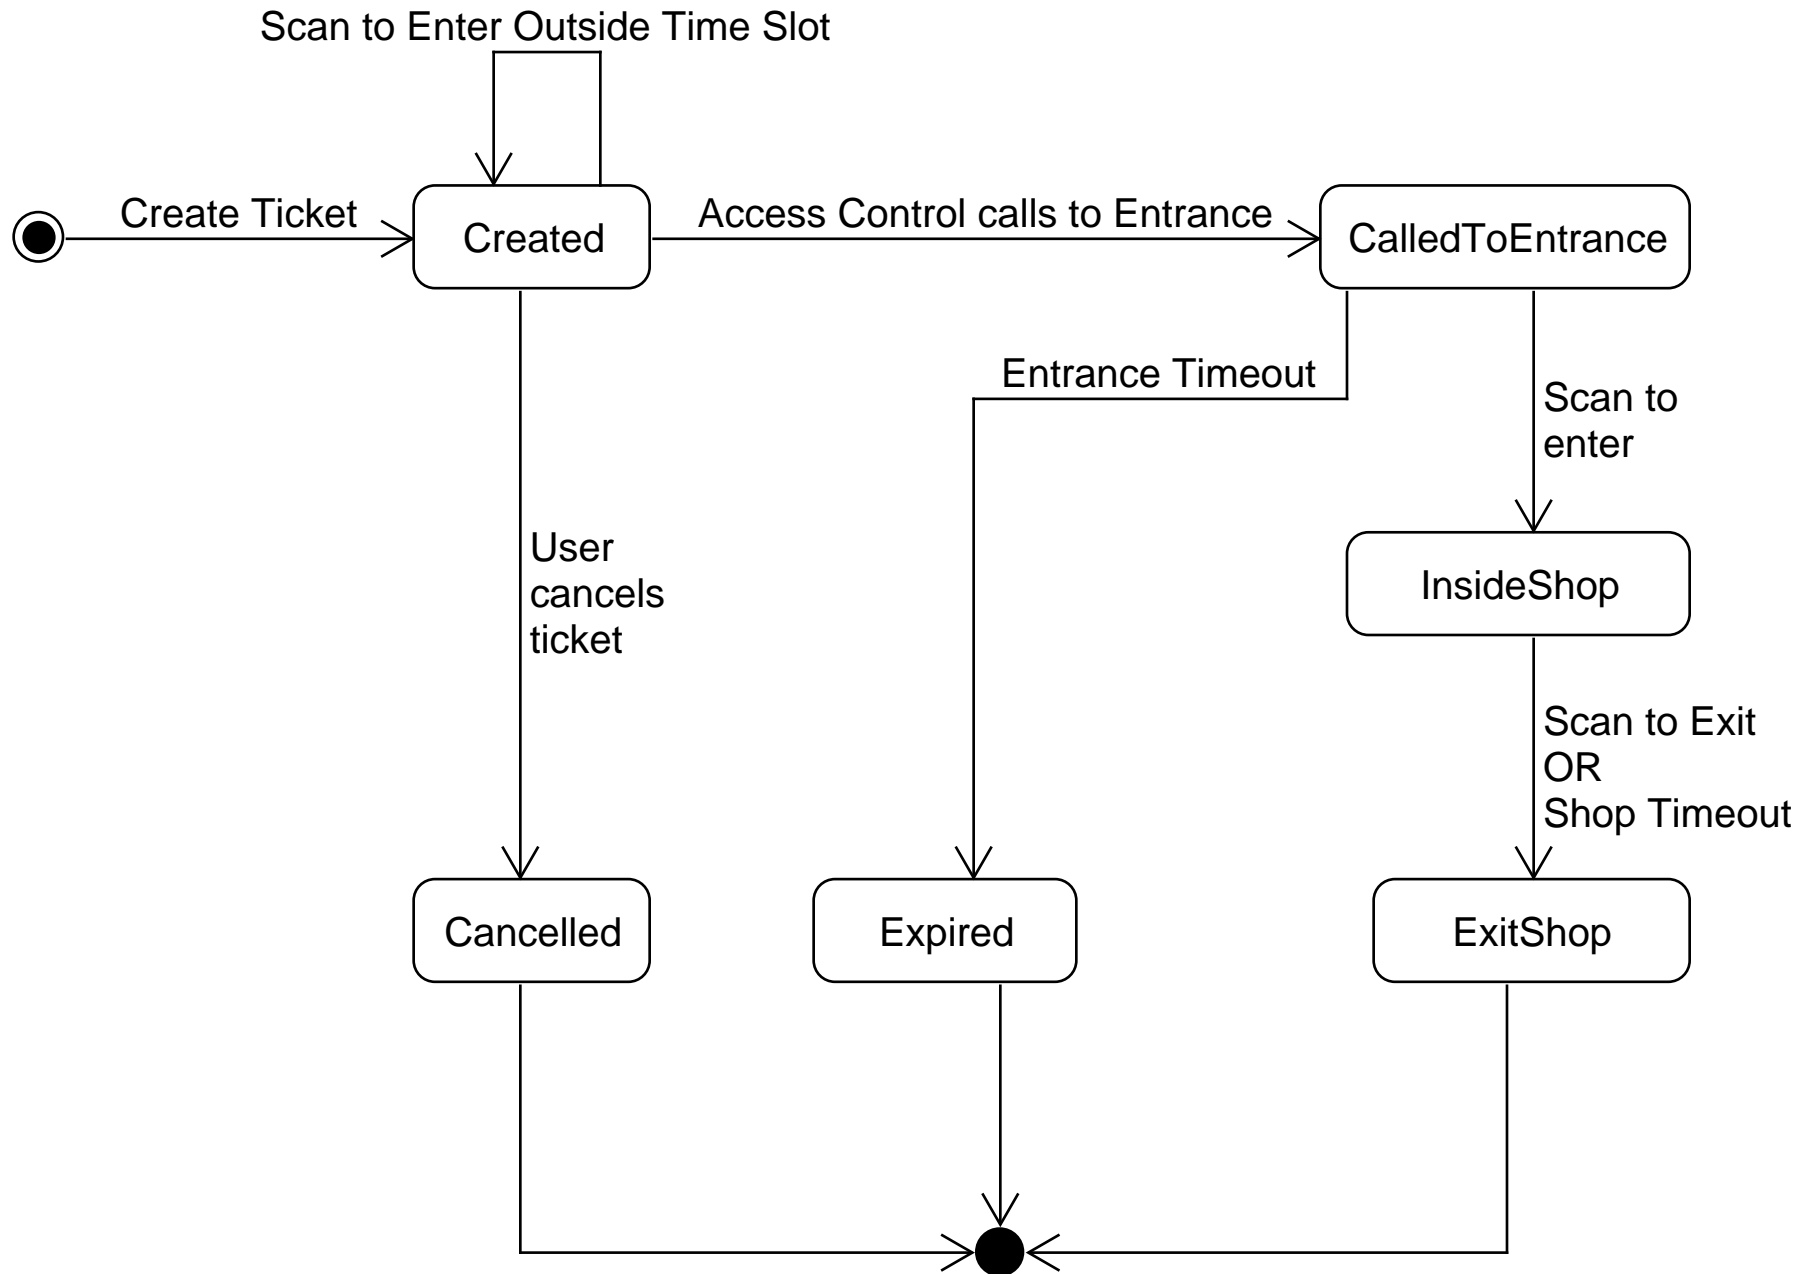 Scan to Enter Outside Time Slot
Create Ticket
Created
Access Control calls to Entrance
CalledToEntrance
Entrance Timeout
Scan to
enter
User
cancels
ticket
InsideShop
Scan to Exit
OR
Shop Timeout
Cancelled
Expired
ExitShop